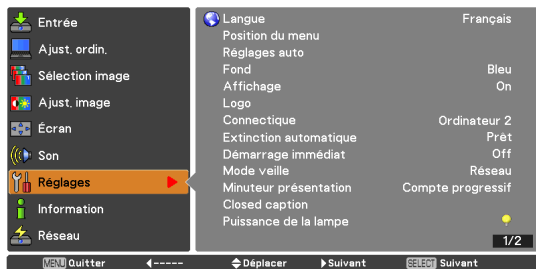 Entrée
Ajust. ordin.
Sélection image
Ajust. image
Écran
Son
Réglages
Information
Réseau
Langue Français
Position du menu
Réglages auto
Fond Bleu
Affichage On
Logo
Connectique Ordinateur 2
Extinction automatique Prèt
Démarrage immédiat Off
Mode veille Réseau
Minuteur présentation Compte progressif
Closed caption
Puissance de la lampe
1/2
MENU Quitter ----- Déplacer Suivant SELECT Suivant